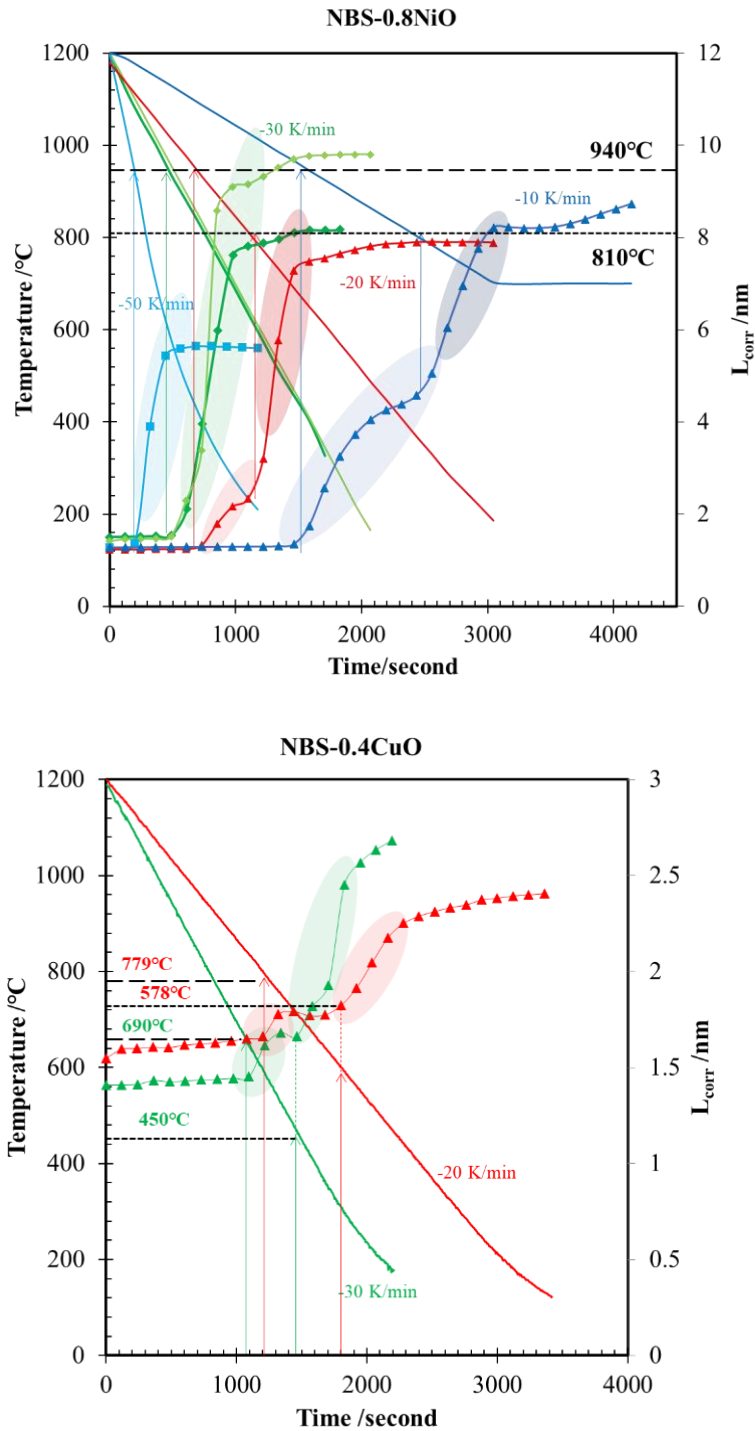 NBS-0.8NiO
1200
1000
800
600
400
200
0
Temperature /°C
12
10
8
6
4
2
0
L_corr /nm
-30 K/min
940°C
-10 K/min
810°C
-50 K/min
-20 K/min
0 1000 2000 3000 4000
Time/second
NBS-0.4CuO
1200
1000
800
600
400
200
0
Temperature /°C
3
2.5
2
1.5
1
0.5
0
L_corr /nm
779°C
578°C
690°C
450°C
-20 K/min
-30 K/min
0 1000 2000 3000 4000
Time /second